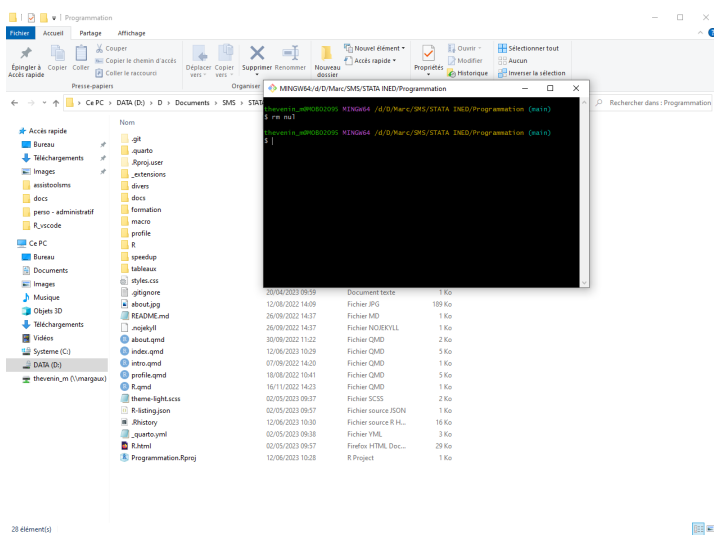 Programmation
Fichier Accueil Partage Affichage
Épingler à Accès rapide
Copier
Coller
Couper
Copier le chemin d'accès
Coller le raccourci
Presse-papiers
Déplacer vers
Copier vers
Supprimer
Renommer
Organiser
Nouveau dossier
Nouvel élément
Accès rapide
Propriétés
Ouvrir
Modifier
Historique
Sélectionner tout
Aucun
Inverser la sélection
Ce PC > DATA (D:) > D > Documents > SMS > STAT
Rechercher dans : Programmation
MINGW64:/d/D/Marc/SMS/STATA INED/Programmation
thevenin_m@MOBD2095 MINGW64 /d/D/Marc/SMS/STATA INED/Programmation (main)
$ rm nul
thevenin_m@MOBD2095 MINGW64 /d/D/Marc/SMS/STATA INED/Programmation (main)
$
Accès rapide
Bureau
Téléchargements
Images
assistoolsms
docs
perso - administratif
R_vscode
Ce PC
Bureau
Documents
Images
Musique
Objets 3D
Téléchargements
Vidéos
Systeme (C:)
DATA (D:)
thevenin_m (\\margaux)
Nom
.git
.quarto
.Rproj.user
_extensions
divers
docs
formation
macro
profile
R
speedup
tableaux
styles.css
.gitignore 20/04/2023 09:59 Document texte 1 Ko
about.jpg 12/08/2022 14:09 Fichier JPG 189 Ko
README.md 26/09/2022 14:37 Fichier MD 1 Ko
.nojekyll 26/09/2022 14:37 Fichier NOJEKYLL 1 Ko
about.qmd 30/09/2022 11:22 Fichier QMD 2 Ko
index.qmd 12/06/2023 10:29 Fichier QMD 5 Ko
intro.qmd 07/09/2022 14:20 Fichier QMD 1 Ko
profile.qmd 18/08/2022 10:41 Fichier QMD 5 Ko
R.qmd 16/11/2022 14:23 Fichier QMD 1 Ko
theme-light.scss 02/05/2023 09:37 Fichier SCSS 2 Ko
R-listing.json 02/05/2023 09:57 Fichier source JSON 1 Ko
.Rhistory 12/06/2023 10:30 Fichier source R H... 16 Ko
_quarto.yml 02/05/2023 09:38 Fichier YML 3 Ko
R.html 02/05/2023 09:57 Firefox HTML Doc... 29 Ko
Programmation.Rproj 12/06/2023 10:28 R Project 1 Ko
28 élément(s)